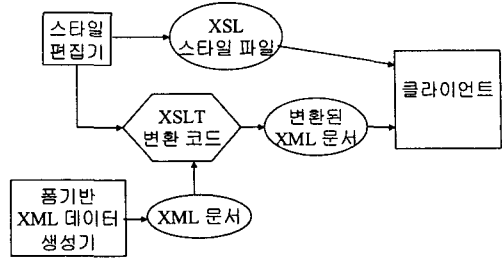 스타일
편집기
XSL
스타일 파일
클라이언트
XSLT
변환 코드
변환된
XML 문서
폼기반
XML 데이터
생성기
XML 문서